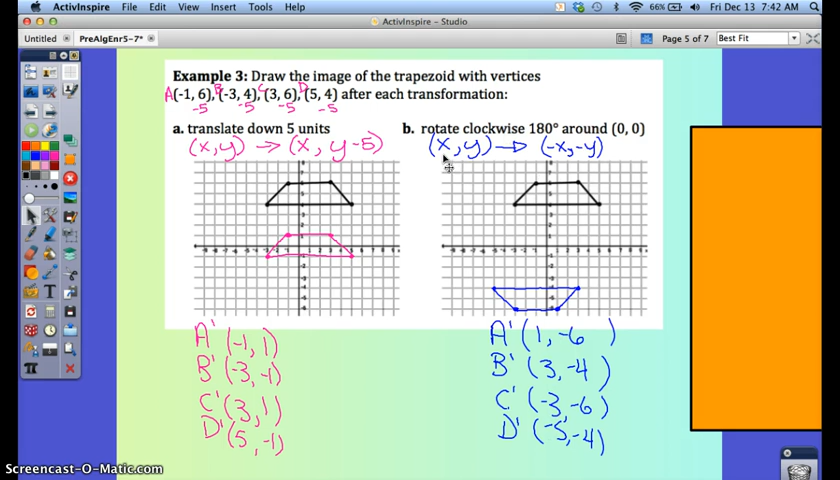 ActivInspire File Edit View Insert Tools Help 66% Fri Dec 13 7:42 AM
ActivInspire - Studio
Untitled PreAlgEnr5-7* Page 5 of 7 Best Fit
Example 3: Draw the image of the trapezoid with vertices
A B C D
(-1, 6), (-3, 4), (3, 6), (5, 4) after each transformation:
-5 -5 -5 -5
a. translate down 5 units b. rotate clockwise 180° around (0, 0)
(x, y) → (x, y-5) (x, y) → (-x, -y)
A' (-1, 1) A' (1, -6)
B' (-3, -1) B' (3, -4)
C' (3, 1) C' (-3, -6)
D' (5, -1) D' (-5, -4)
Screencast-O-Matic.com